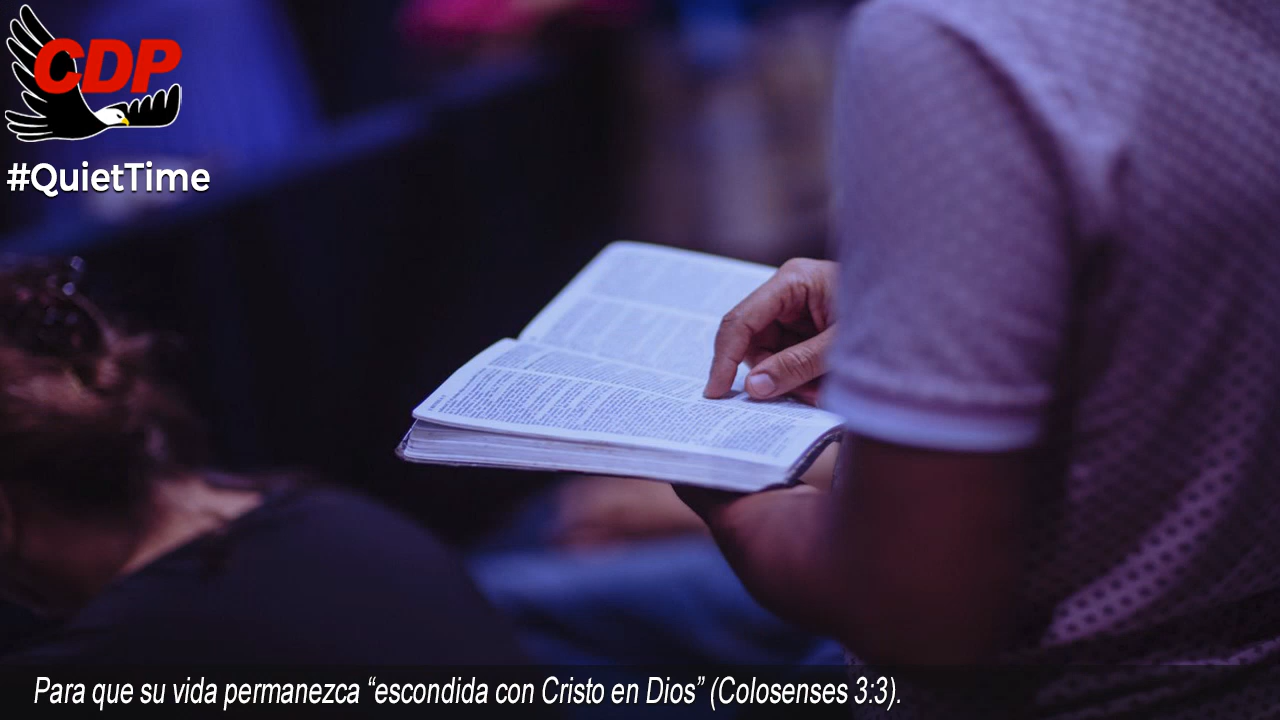 CDP
#QuietTime
Para que su vida permanezca “escondida con Cristo en Dios” (Colosenses 3:3).